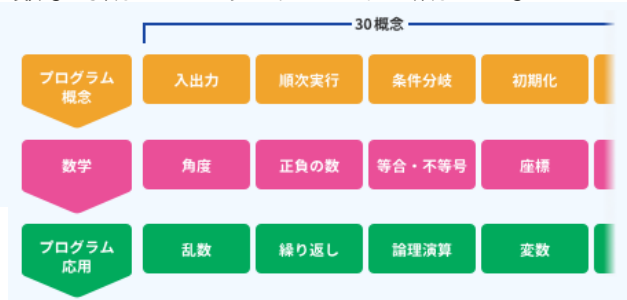 30概念
プログラム
概念
入出力
順次実行
条件分岐
初期化
数学
角度
正負の数
等合・不等号
座標
プログラム
応用
乱数
繰り返し
論理演算
変数